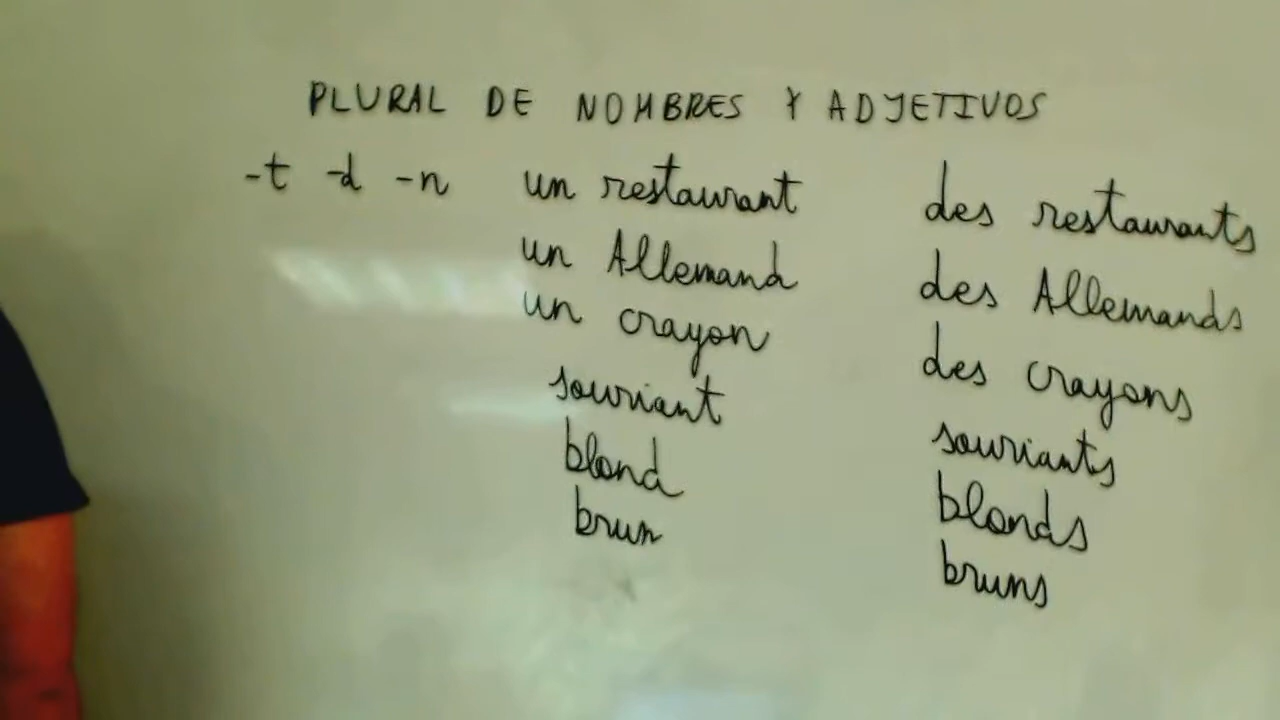 PLURAL DE NOMBRES Y ADJETIVOS
-t -d -n un restaurant des restaurants
un Allemand des Allemands
un crayon des crayons
souriant souriants
blond blonds
brun bruns